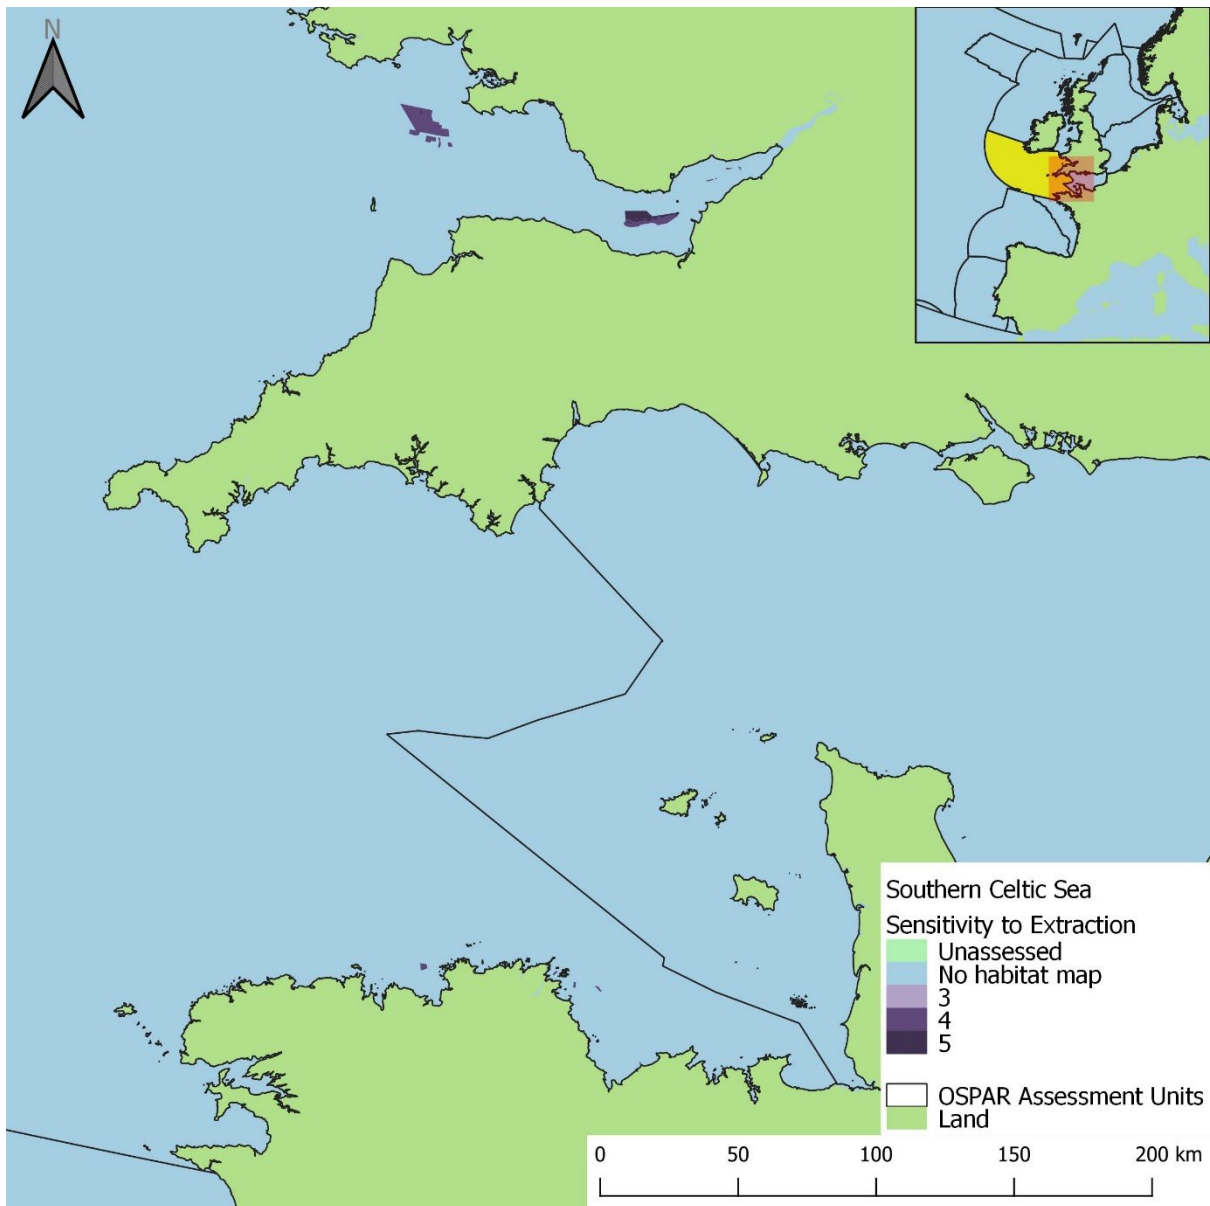 N
Southern Celtic Sea
Sensitivity to Extraction
Unassessed
No habitat map
3
4
5
OSPAR Assessment Units
Land
0 50 100 150 200 km